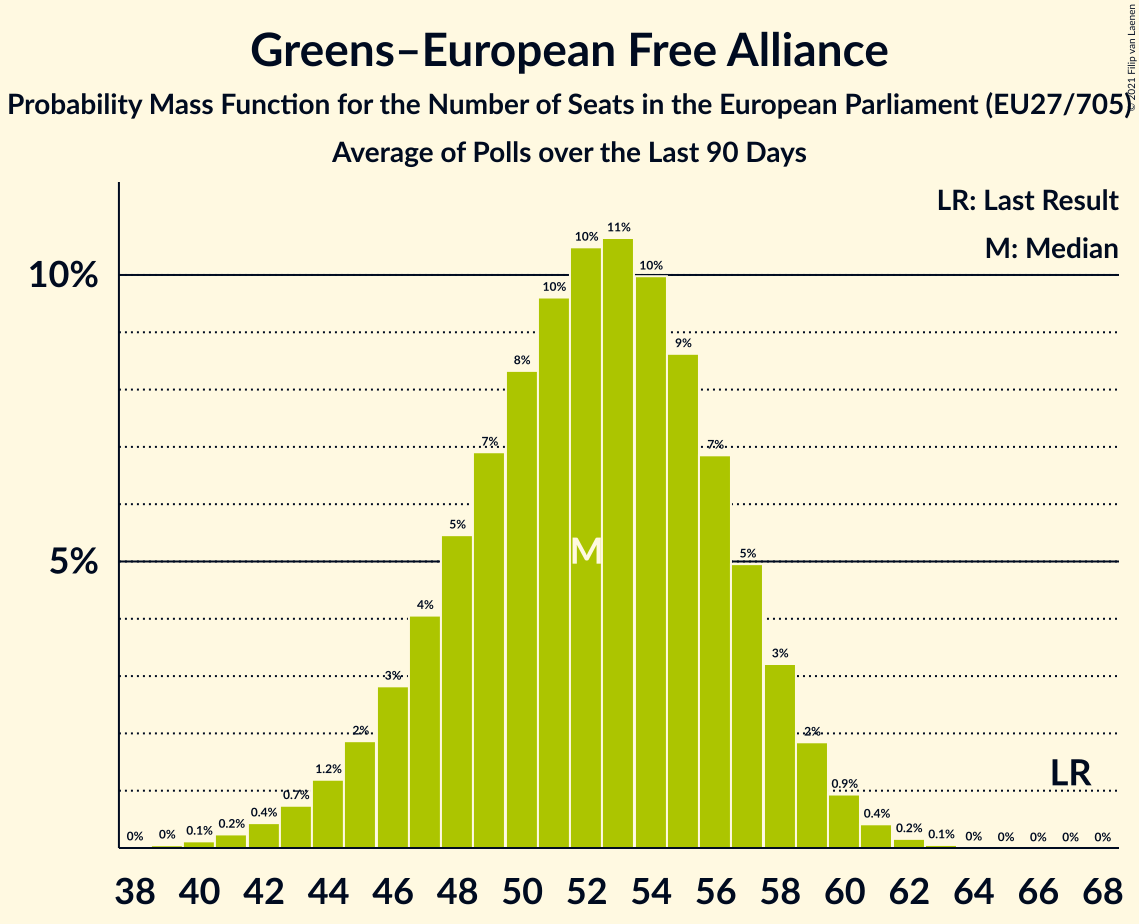 © 2021 Filip van Laenen
Greens–European Free Alliance
Probability Mass Function for the Number of Seats in the European Parliament (EU27/705)
Average of Polls over the Last 90 Days
LR: Last Result
M: Median
10%
5%
0% 0% 0.1% 0.2% 0.4% 0.7% 1.2% 2% 3% 4% 5% 7% 8% 10% 10% 11% 10% 9% 7% 5% 3% 2% 0.9% 0.4% 0.2% 0.1% 0% 0% 0% 0% 0%
M
LR
38 40 42 44 46 48 50 52 54 56 58 60 62 64 66 68